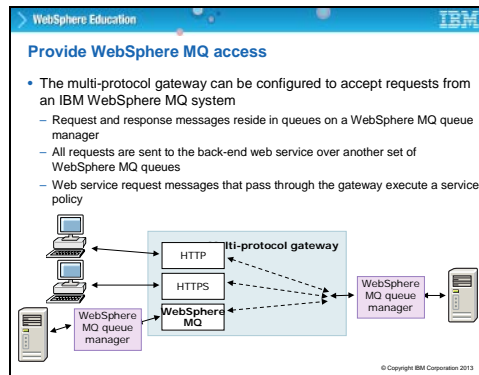 WebSphere Education
IBM
Provide WebSphere MQ access
• The multi-protocol gateway can be configured to accept requests from
an IBM WebSphere MQ system
– Request and response messages reside in queues on a WebSphere MQ queue
manager
– All requests are sent to the back-end web service over another set of
WebSphere MQ queues
– Web service request messages that pass through the gateway execute a service
policy
lti-protocol gateway
HTTP
HTTPS
WebSphere
MQ
WebSphere
MQ queue
manager
WebSphere
MQ queue
manager
© Copyright IBM Corporation 2013